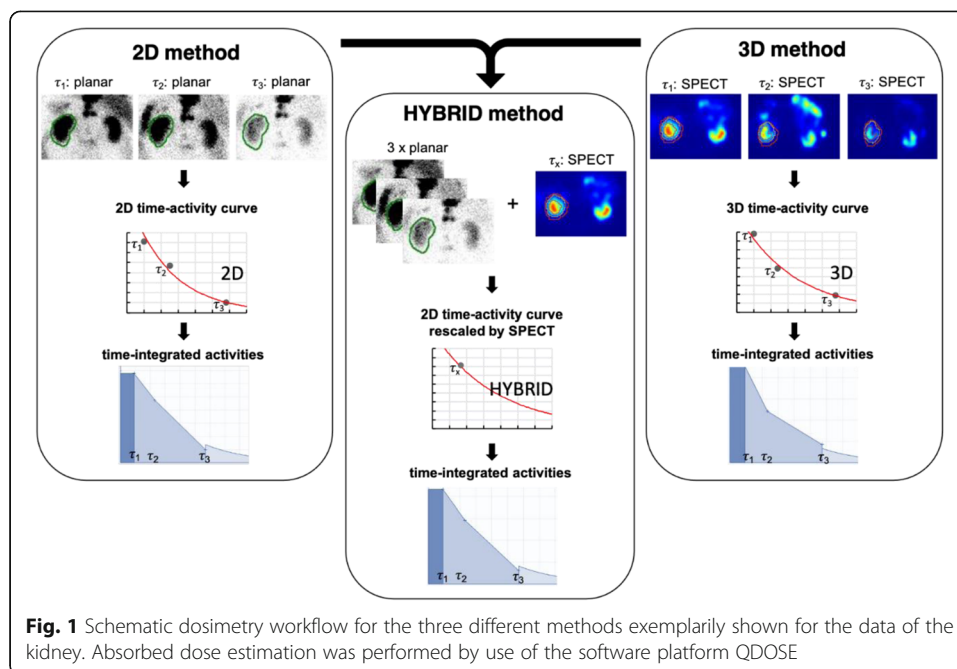 2D method
τ1: planar
τ2: planar
τ3: planar
2D time-activity curve
τ1
τ2
τ3
2D
time-integrated activities
τ1 τ2 τ3
HYBRID method
3 x planar
τx: SPECT
+
2D time-activity curve
rescaled by SPECT
τx
HYBRID
time-integrated activities
τ1 τ2 τ3
3D method
τ1: SPECT
τ2: SPECT
τ3: SPECT
3D time-activity curve
τ1
τ2
τ3
3D
time-integrated activities
τ1 τ2 τ3
Fig. 1 Schematic dosimetry workflow for the three different methods exemplarily shown for the data of the
kidney. Absorbed dose estimation was performed by use of the software platform QDOSE